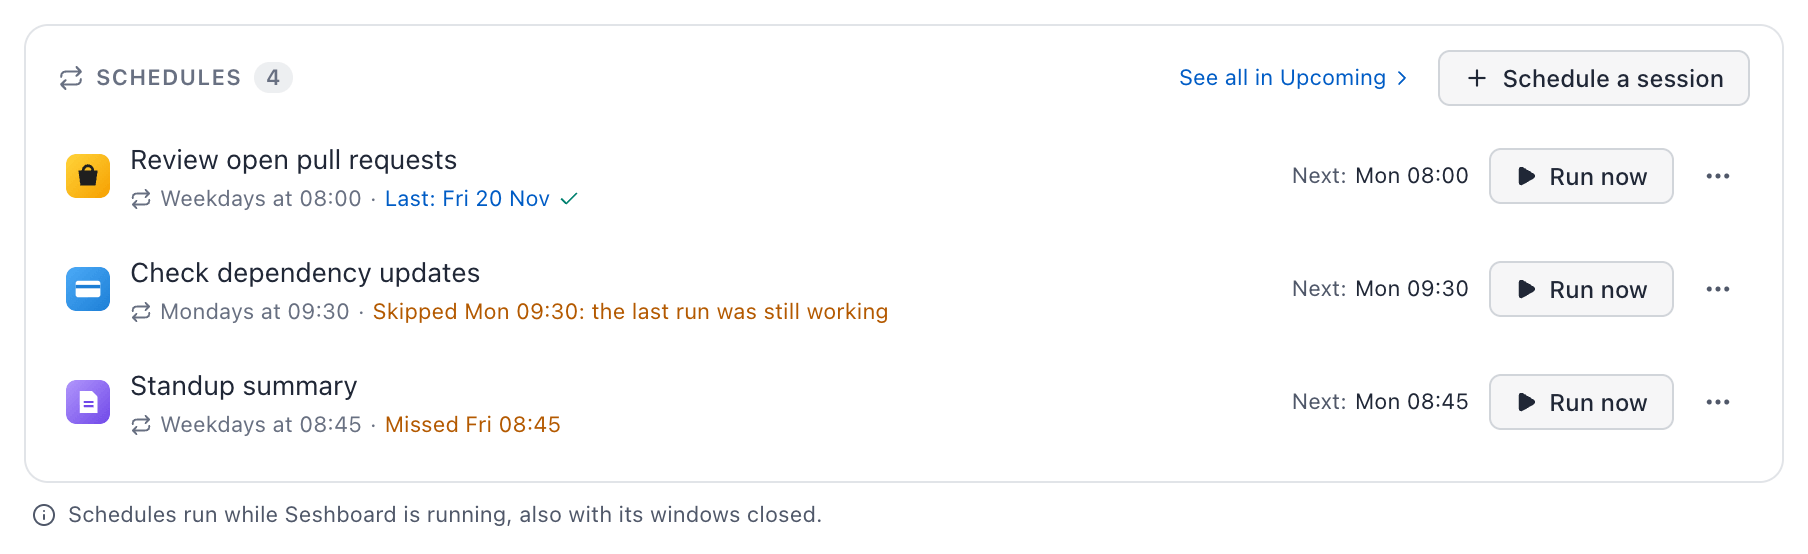 SCHEDULES 4
See all in Upcoming
Schedule a session
Review open pull requests
Weekdays at 08:00 · Last: Fri 20 Nov
Next: Mon 08:00
Run now
Check dependency updates
Mondays at 09:30 · Skipped Mon 09:30: the last run was still working
Next: Mon 09:30
Run now
Standup summary
Weekdays at 08:45 · Missed Fri 08:45
Next: Mon 08:45
Run now
Schedules run while Seshboard is running, also with its windows closed.